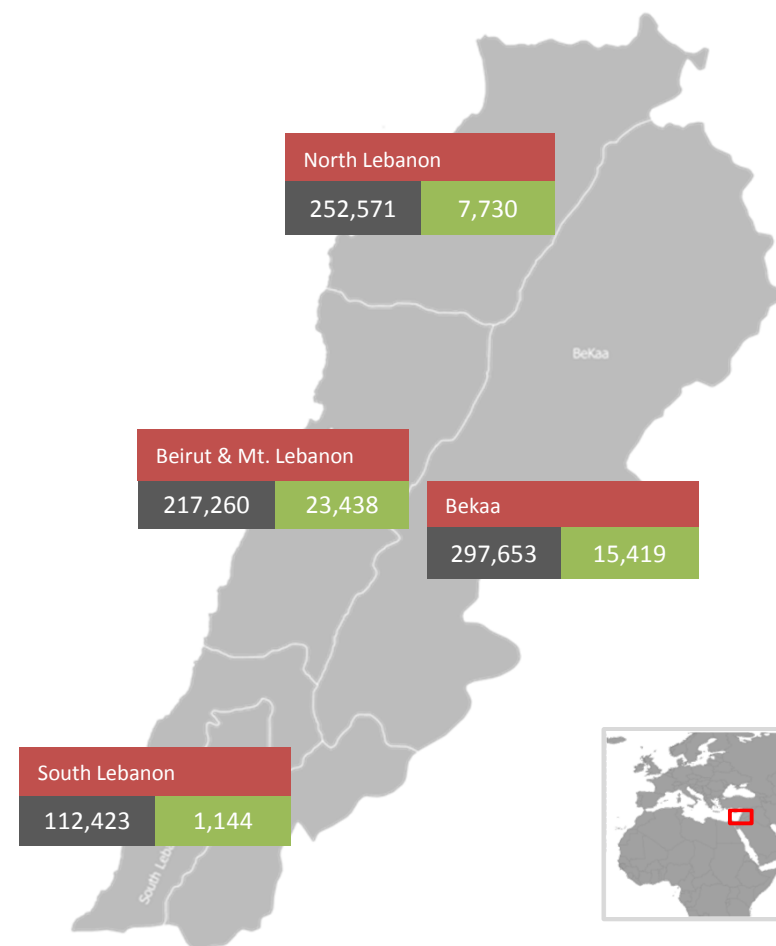 North Lebanon
252,571 7,730
BeKaa
Beirut & Mt. Lebanon
217,260 23,438
Bekaa
297,653 15,419
South Lebanon
112,423 1,144
South Leba